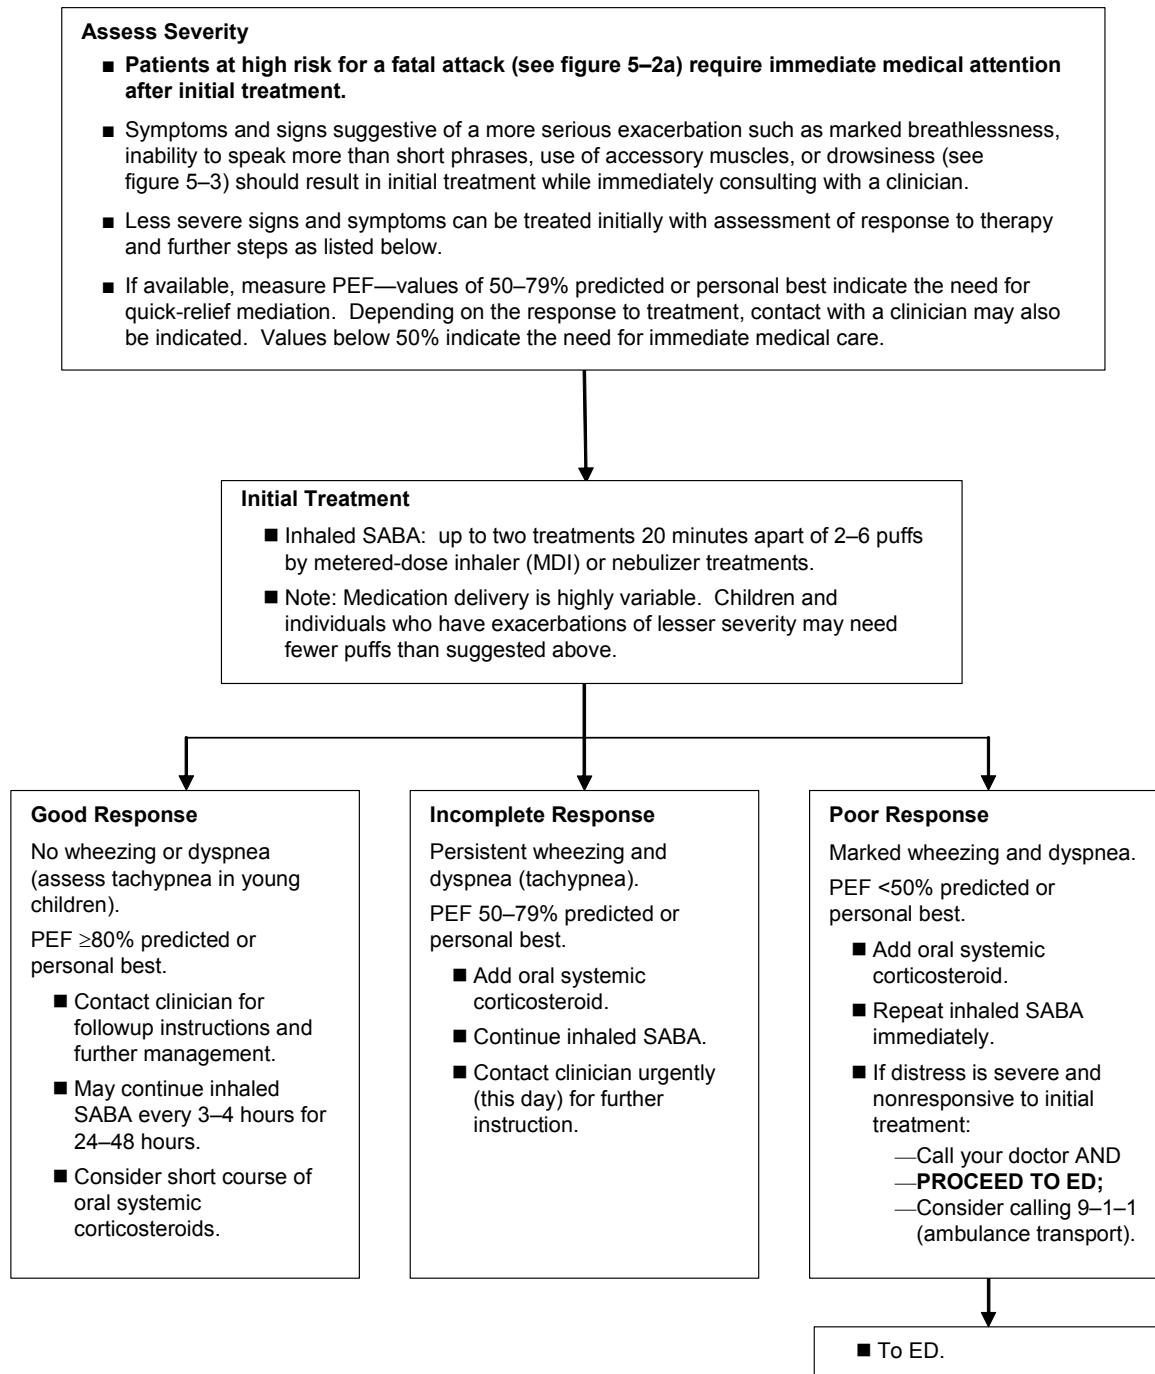 Assess Severity
■ Patients at high risk for a fatal attack (see figure 5–2a) require immediate medical attention
after initial treatment.
■ Symptoms and signs suggestive of a more serious exacerbation such as marked breathlessness,
inability to speak more than short phrases, use of accessory muscles, or drowsiness (see
figure 5–3) should result in initial treatment while immediately consulting with a clinician.
■ Less severe signs and symptoms can be treated initially with assessment of response to therapy
and further steps as listed below.
■ If available, measure PEF—values of 50–79% predicted or personal best indicate the need for
quick-relief mediation. Depending on the response to treatment, contact with a clinician may also
be indicated. Values below 50% indicate the need for immediate medical care.
Initial Treatment
■ Inhaled SABA: up to two treatments 20 minutes apart of 2–6 puffs
by metered-dose inhaler (MDI) or nebulizer treatments.
■ Note: Medication delivery is highly variable. Children and
individuals who have exacerbations of lesser severity may need
fewer puffs than suggested above.
Good Response
No wheezing or dyspnea
(assess tachypnea in young
children).
PEF ≥80% predicted or
personal best.
■ Contact clinician for
followup instructions and
further management.
■ May continue inhaled
SABA every 3–4 hours for
24–48 hours.
■ Consider short course of
oral systemic
corticosteroids.
Incomplete Response
Persistent wheezing and
dyspnea (tachypnea).
PEF 50–79% predicted or
personal best.
■ Add oral systemic
corticosteroid.
■ Continue inhaled SABA.
■ Contact clinician urgently
(this day) for further
instruction.
Poor Response
Marked wheezing and dyspnea.
PEF <50% predicted or
personal best.
■ Add oral systemic
corticosteroid.
■ Repeat inhaled SABA
immediately.
■ If distress is severe and
nonresponsive to initial
treatment:
—Call your doctor AND
—PROCEED TO ED;
—Consider calling 9–1–1
(ambulance transport).
■ To ED.